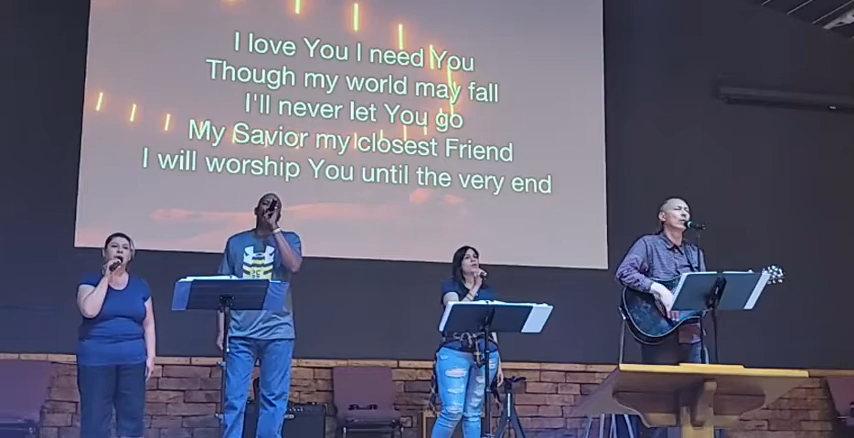 I love You I need You
Though my world may fall
I'll never let You go
My Savior my closest Friend
I will worship You until the very end